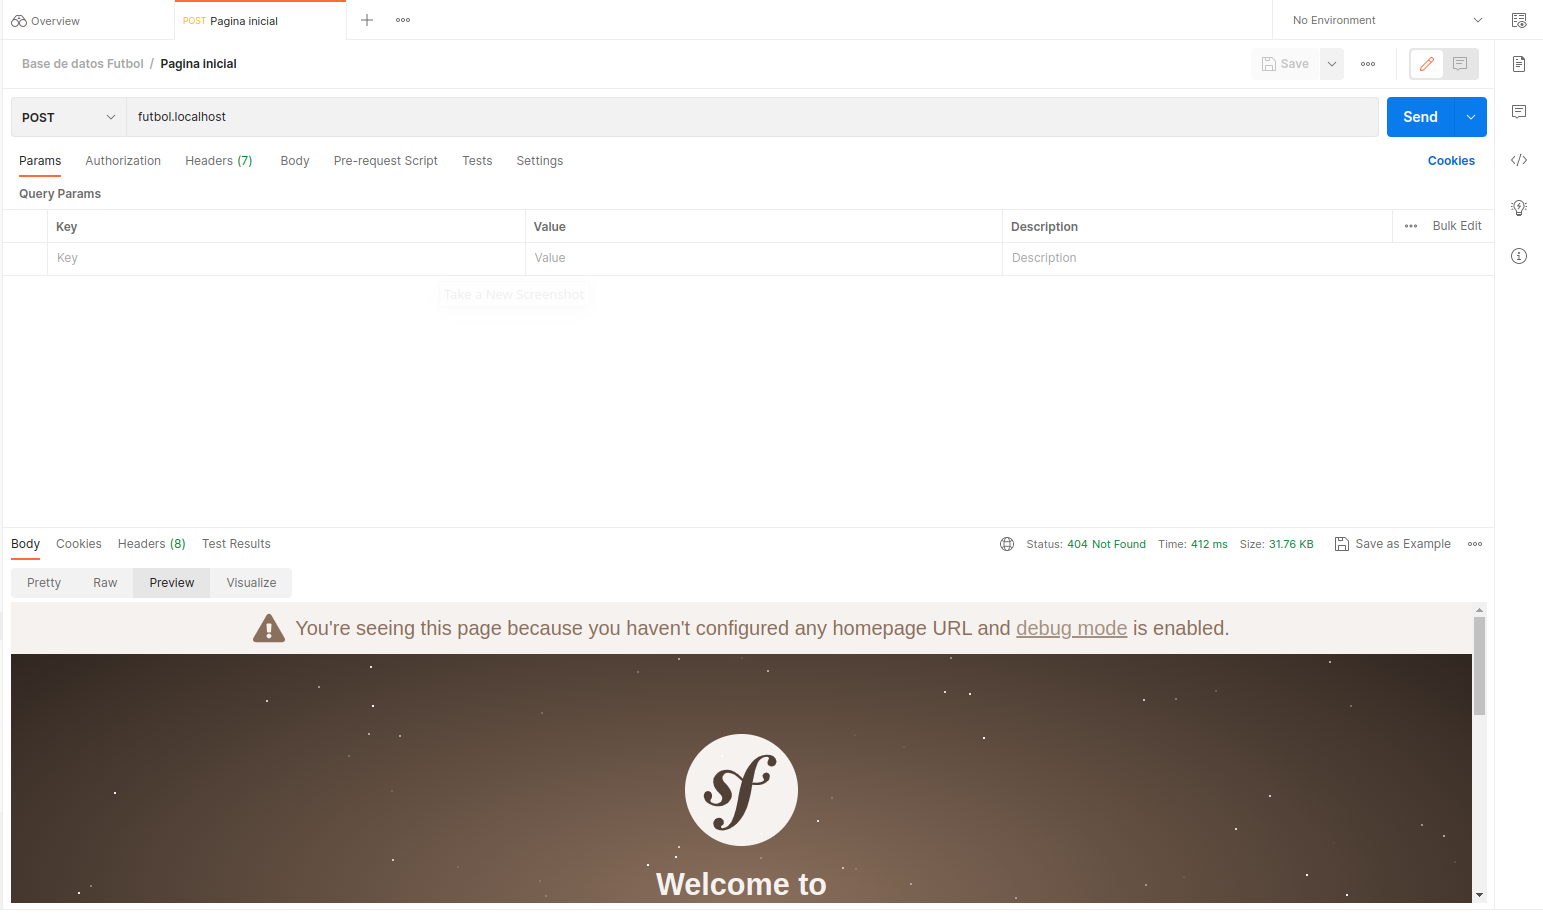 Overview
POST Pagina inicial
No Environment
Base de datos Futbol / Pagina inicial
Save
POST
futbol.localhost
Send
Params Authorization Headers (7) Body Pre-request Script Tests Settings
Cookies
Query Params
Key Value Description Bulk Edit
Key Value Description
Take a New Screenshot
Body Cookies Headers (8) Test Results
Status: 404 Not Found Time: 412 ms Size: 31.76 KB Save as Example
Pretty Raw Preview Visualize
You're seeing this page because you haven't configured any homepage URL and debug mode is enabled.
sf
Welcome to